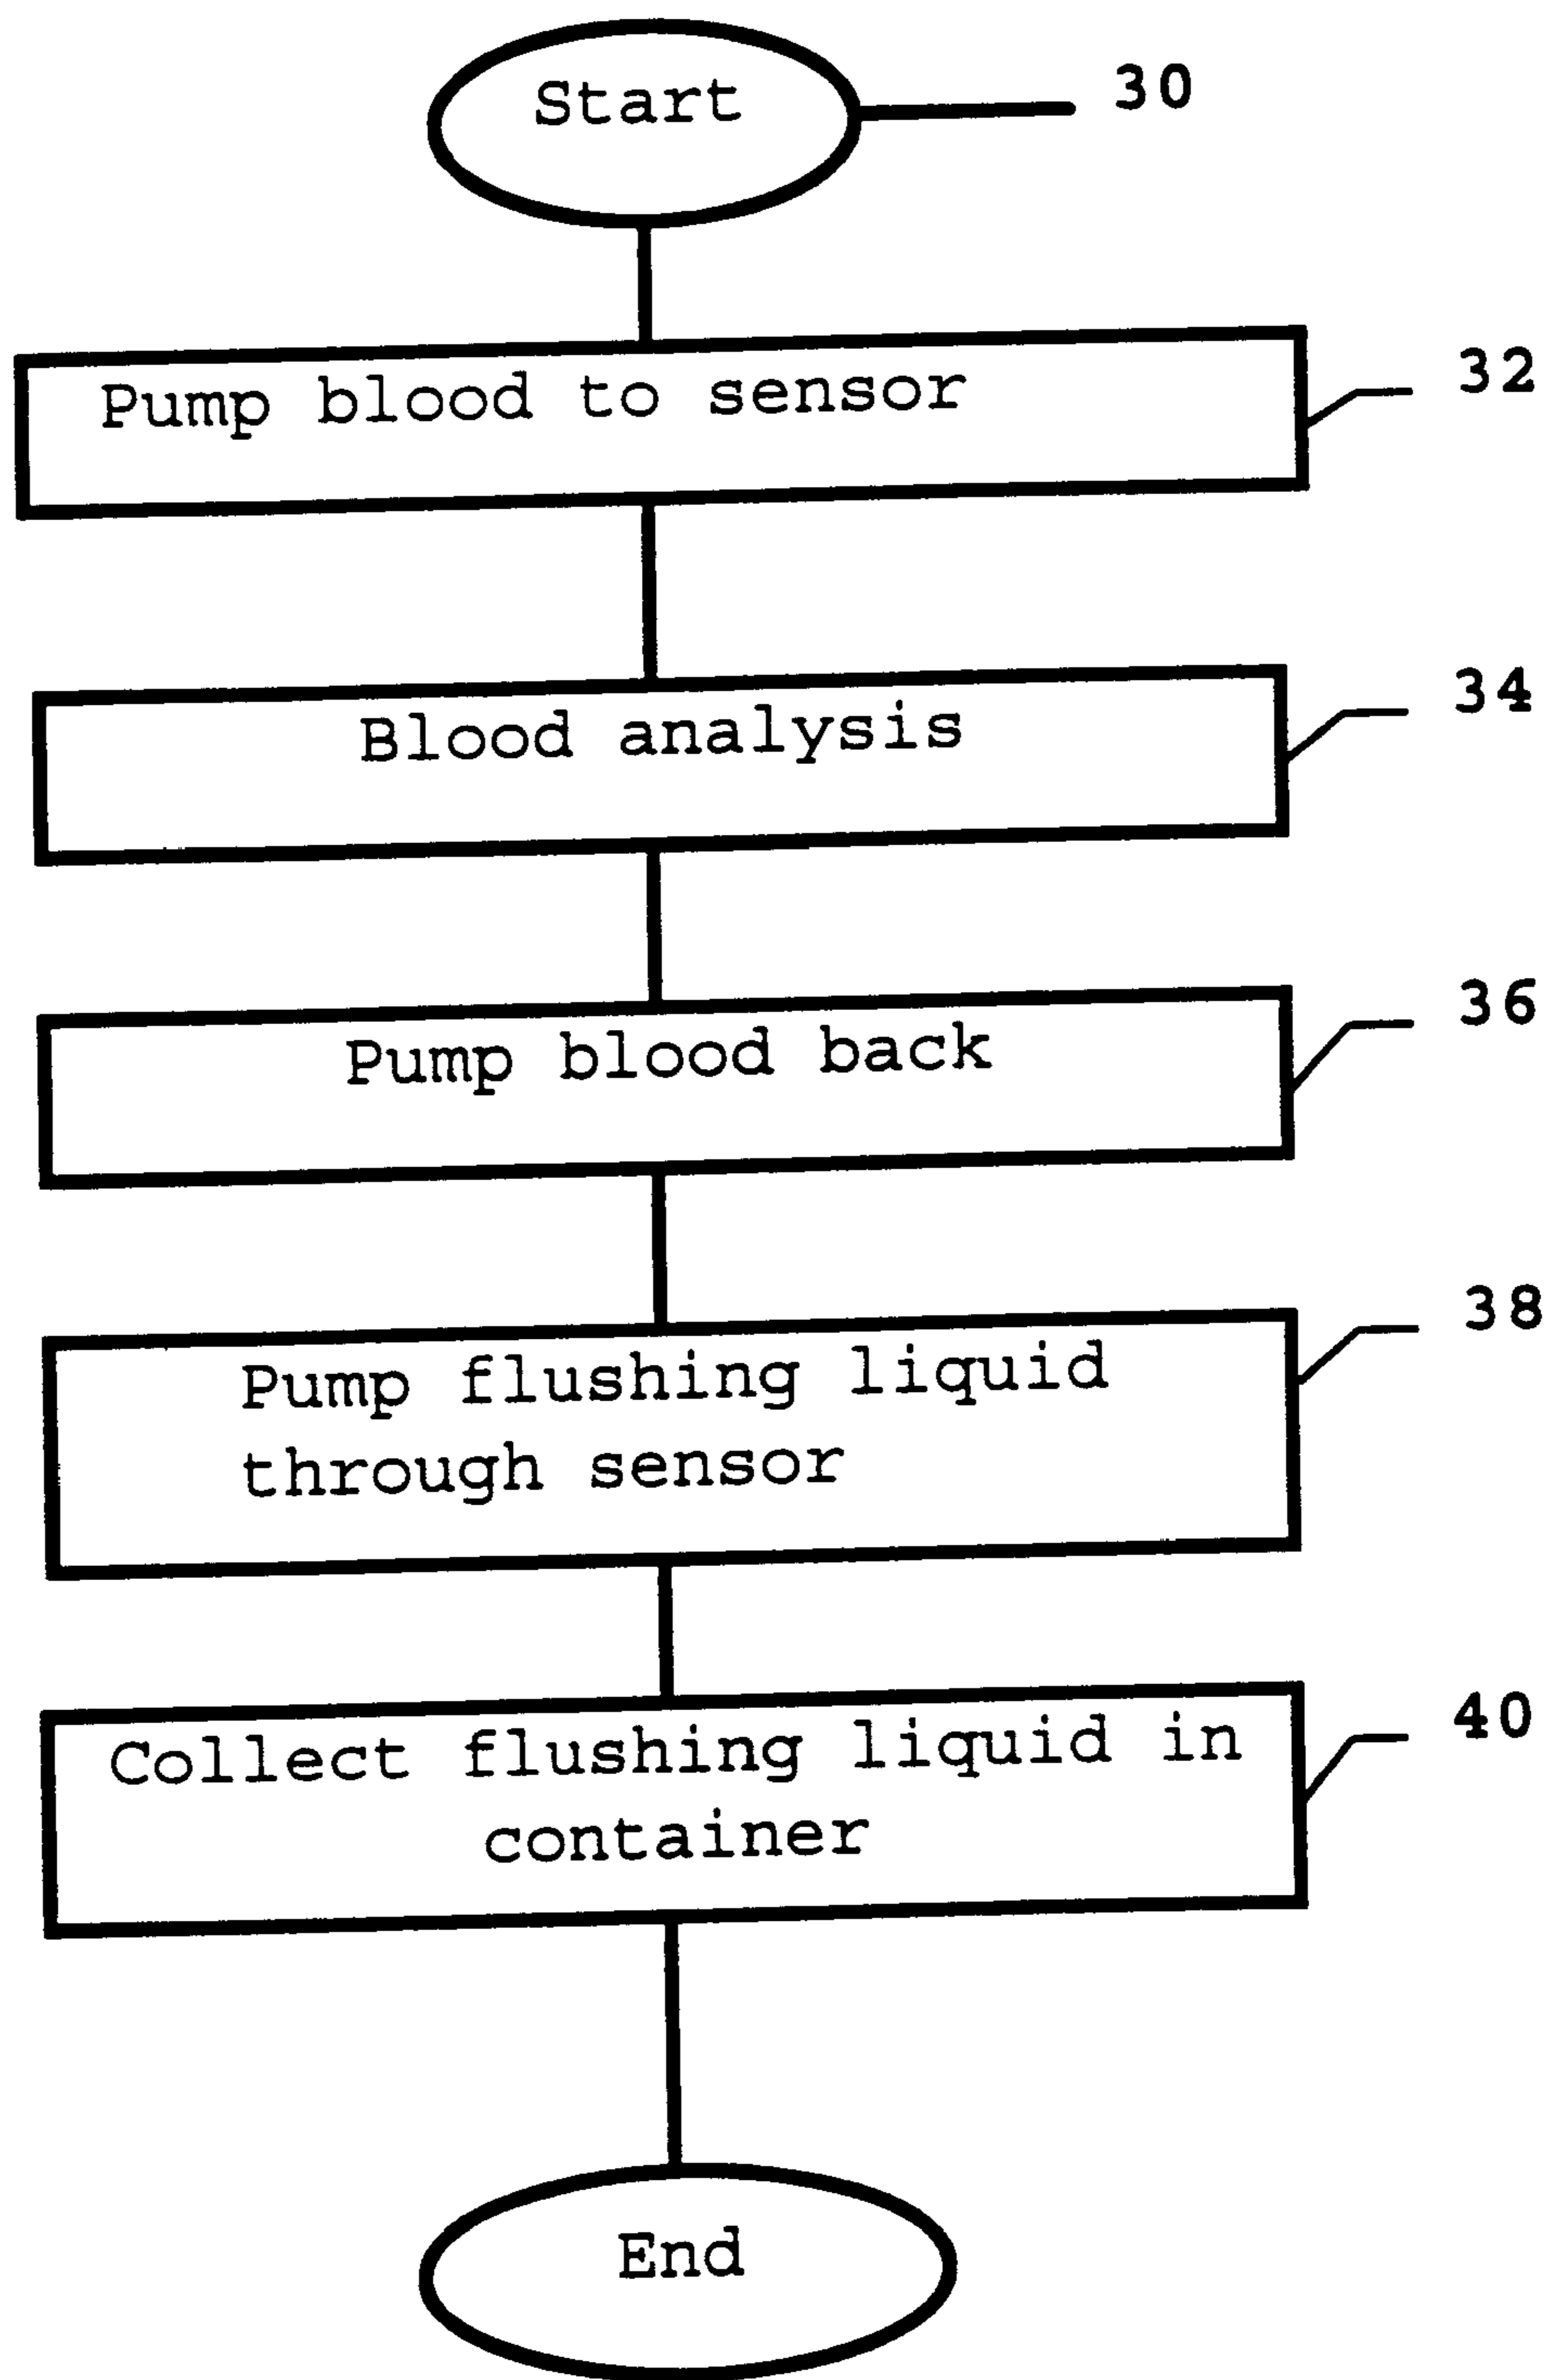 Start
30
Pump blood to sensor
32
Blood analysis
34
Pump blood back
36
Pump flushing liquid
through sensor
38
Collect flushing liquid in
container
40
End